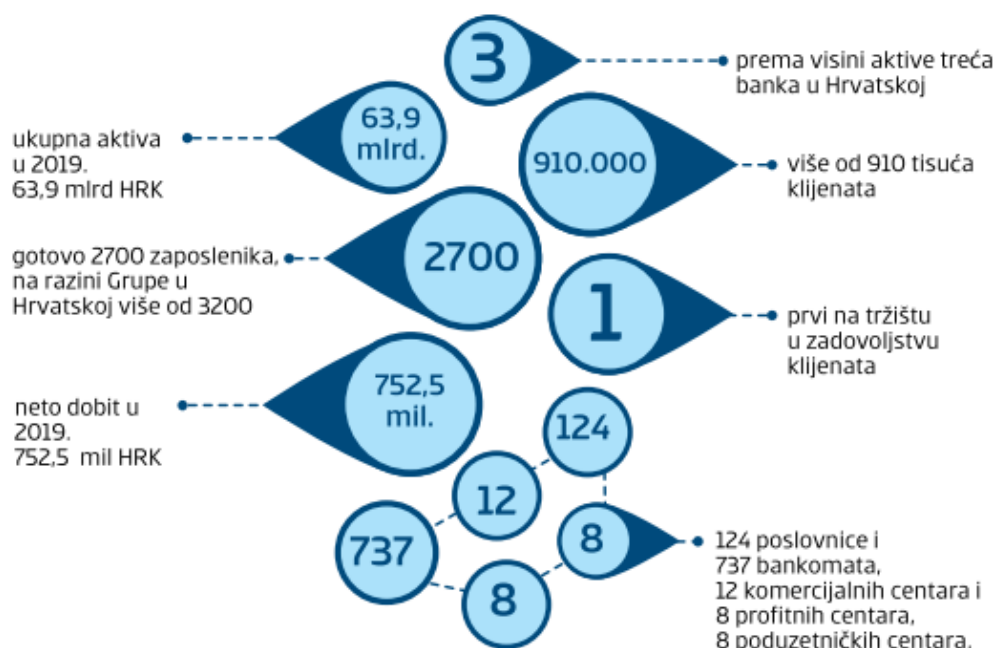 3
prema visini aktive treća
banka u Hrvatskoj
63,9
mlrd.
ukupna aktiva
u 2019.
63,9 mlrd HRK
910.000
više od 910 tisuća
klijenata
2700
gotovo 2700 zaposlenika,
na razini Grupe u
Hrvatskoj više od 3200
1
prvi na tržištu
u zadovoljstvu
klijenata
752,5
mil.
neto dobit u
2019.
752,5 mil HRK
124
12
737
8
8
124 poslovnice i
737 bankomata,
12 komercijalnih centara i
8 profitnih centara,
8 poduzetničkih centara.